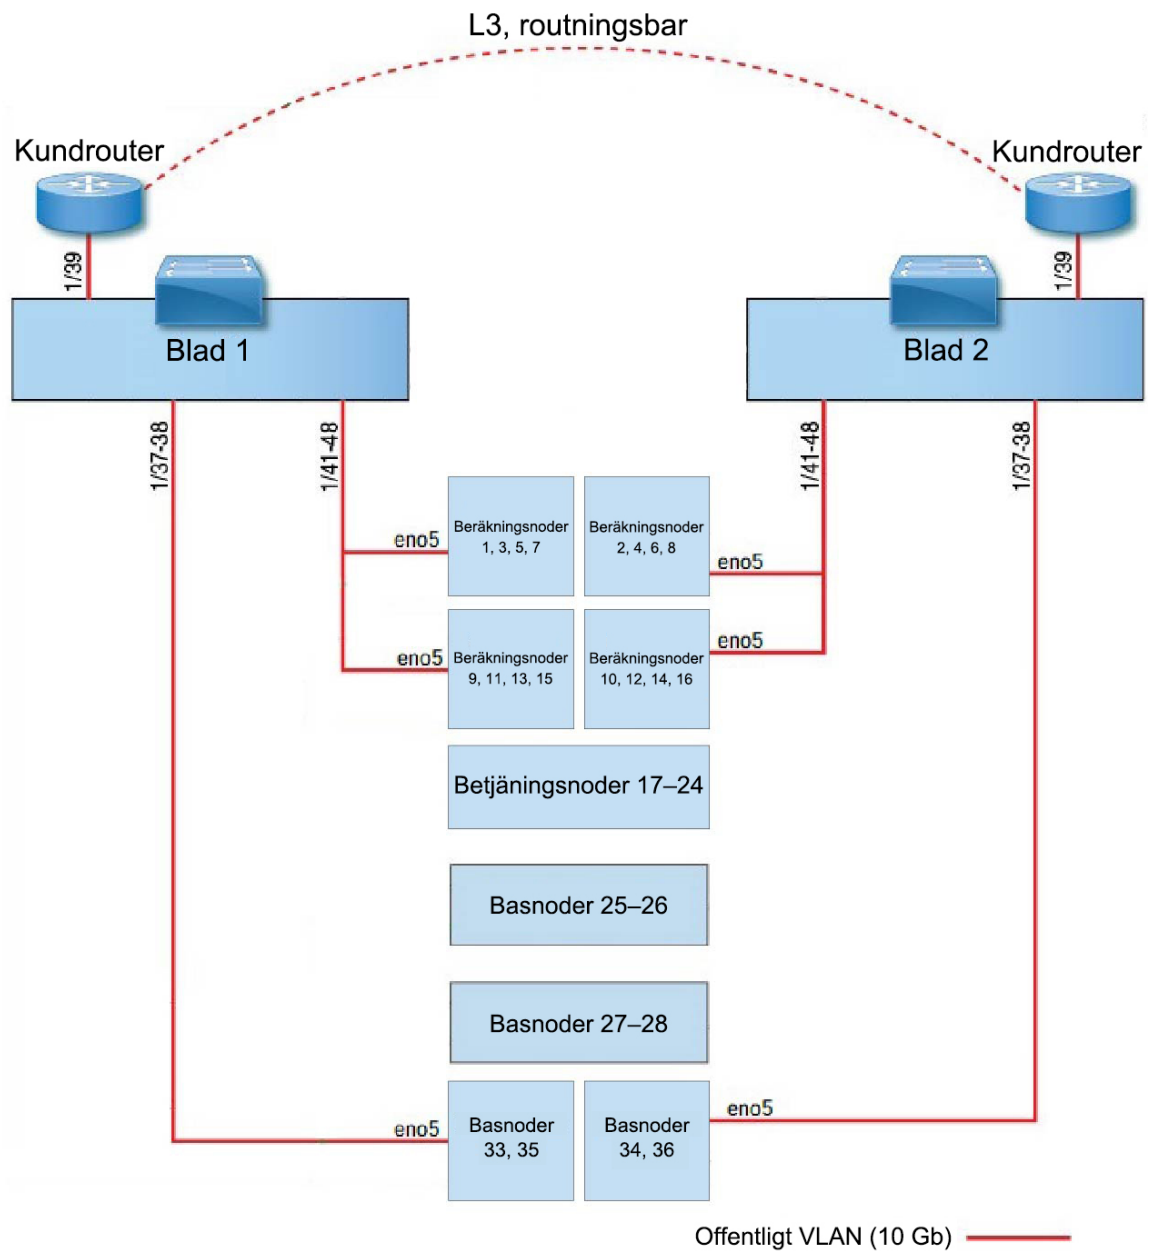 L3, routningsbar
Kundrouter
Kundrouter
1/39
1/39
Blad 1
Blad 2
1/37-38
1/41-48
1/41-48
1/37-38
Beräkningsnoder
1, 3, 5, 7
Beräkningsnoder
2, 4, 6, 8
eno5
eno5
Beräkningsnoder
9, 11, 13, 15
Beräkningsnoder
10, 12, 14, 16
eno5
eno5
Betjäningsnoder 17–24
Basnoder 25–26
Basnoder 27–28
Basnoder
33, 35
Basnoder
34, 36
eno5
eno5
Offentligt VLAN (10 Gb)